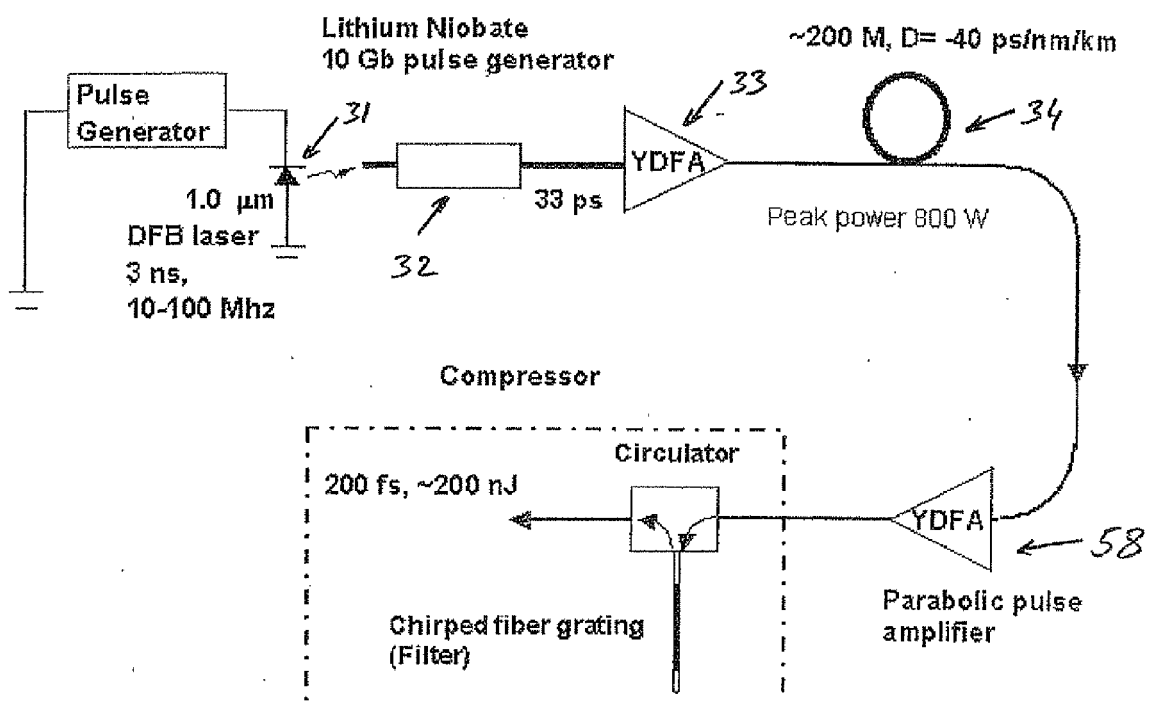 Lithium Niobate
10 Gb pulse generator
~200 M, D= -40 ps/nm/km
Pulse
Generator
31
33
34
YDFA
1.0 μm
DFB laser
3 ns,
10-100 Mhz
32
33 ps
Peak power 800 W
Compressor
Circulator
200 fs, ~200 nJ
YDFA
58
Parabolic pulse
amplifier
Chirped fiber grating
(Filter)